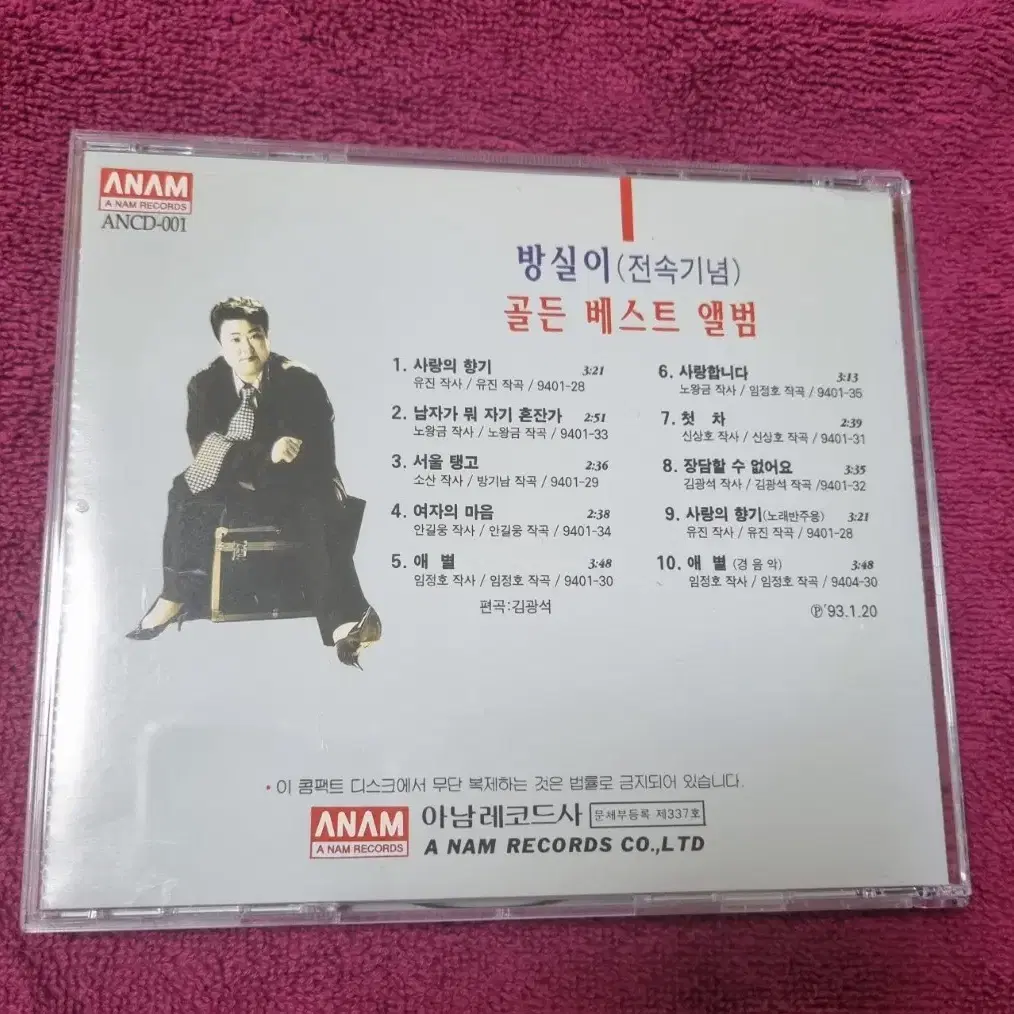 ANAM
A NAM RECORDS
ANCD-001
방실이(전속기념)
골든 베스트 앨범
1. 사랑의 향기 3:21
유진 작사 / 유진 작곡 / 9401-28
2. 남자가 뭐 자기 혼잔가 2:51
노왕금 작사 / 노왕금 작곡 / 9401-33
3. 서울 탱고 2:36
소산 작사 / 방기남 작곡 / 9401-29
4. 여자의 마음 2:38
안길웅 작사 / 안길웅 작곡 / 9401-34
5. 애 별 3:48
임정호 작사 / 임정호 작곡 / 9401-30
편곡:김광석
6. 사랑합니다 3:13
노왕금 작사 / 임정호 작곡 / 9401-35
7. 첫 차 2:39
신상호 작사 / 신상호 작곡 / 9401-31
8. 장담할 수 없어요 3:35
김광석 작사 / 김광석 작곡 /9401-32
9. 사랑의 향기(노래반주용) 3:21
유진 작사 / 유진 작곡 / 9401-28
10. 애 별 (경 음 악) 3:48
임정호 작사 / 임정호 작곡 / 9404-30
℗'93.1.20
• 이 콤팩트 디스크에서 무단 복제하는 것은 법률로 금지되어 있습니다.
ANAM
A NAM RECORDS
아남레코드사 문체부등록 제337호
A NAM RECORDS CO.,LTD